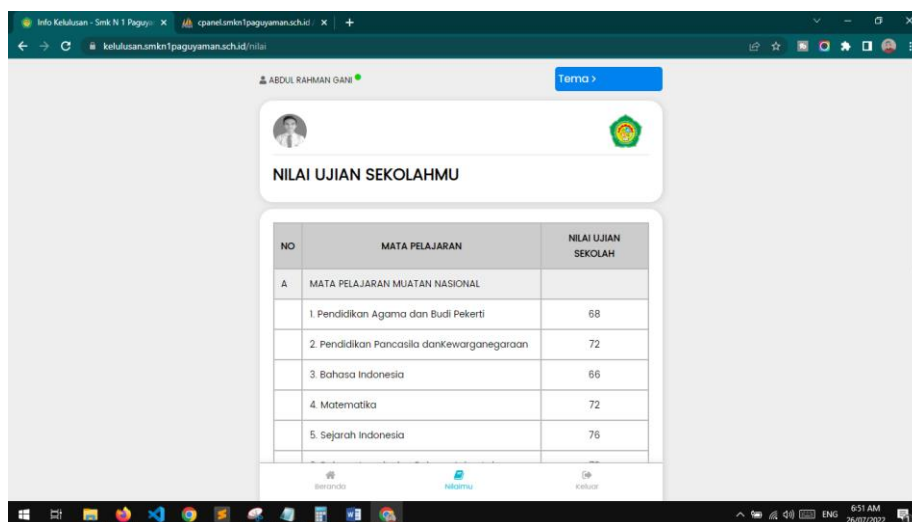 Info Kelulusan - Smk N 1 Paguya
cpanel.smkn1paguyaman.sch.id /
kelulusan.smkn1paguyaman.sch.id/nilai
ABDUL RAHMAN GANI
Tema >
NILAI UJIAN SEKOLAHMU
NO MATA PELAJARAN NILAI UJIAN SEKOLAH
A MATA PELAJARAN MUATAN NASIONAL
1. Pendidikan Agama dan Budi Pekerti 68
2. Pendidikan Pancasila danKewarganegaraan 72
3. Bahasa Indonesia 66
4. Matematika 72
5. Sejarah Indonesia 76
Beranda Nilaimu Keluar
ENG
6:51 AM
26/07/2022